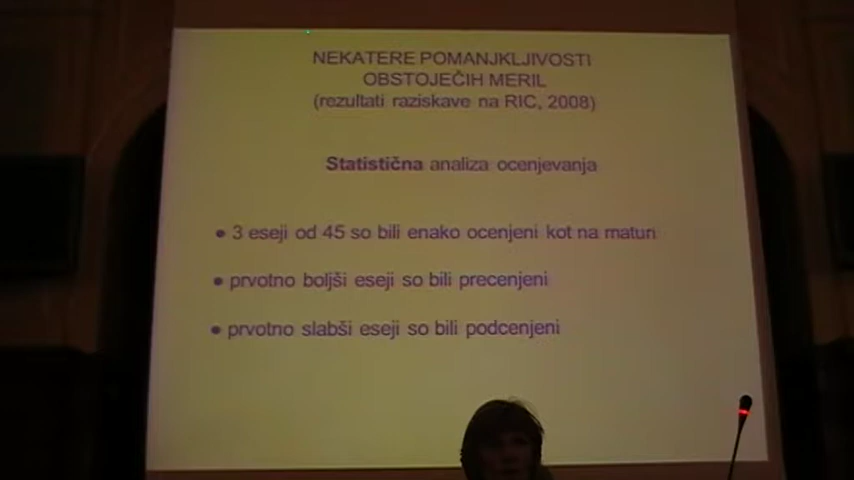 NEKATERE POMANJKLJIVOSTI
OBSTOJEČIH MERIL
(rezultati raziskave na RIC, 2008)
Statistična analiza ocenjevanja
• 3 eseji od 45 so bili enako ocenjeni kot na maturi
• prvotno boljši eseji so bili precenjeni
• prvotno slabši eseji so bili podcenjeni